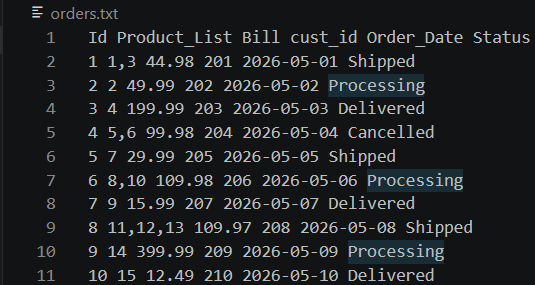 orders.txt
1 Id Product_List Bill cust_id Order_Date Status
2 1 1,3 44.98 201 2026-05-01 Shipped
3 2 2 49.99 202 2026-05-02 Processing
4 3 4 199.99 203 2026-05-03 Delivered
5 4 5,6 99.98 204 2026-05-04 Cancelled
6 5 7 29.99 205 2026-05-05 Shipped
7 6 8,10 109.98 206 2026-05-06 Processing
8 7 9 15.99 207 2026-05-07 Delivered
9 8 11,12,13 109.97 208 2026-05-08 Shipped
10 9 14 399.99 209 2026-05-09 Processing
11 10 15 12.49 210 2026-05-10 Delivered